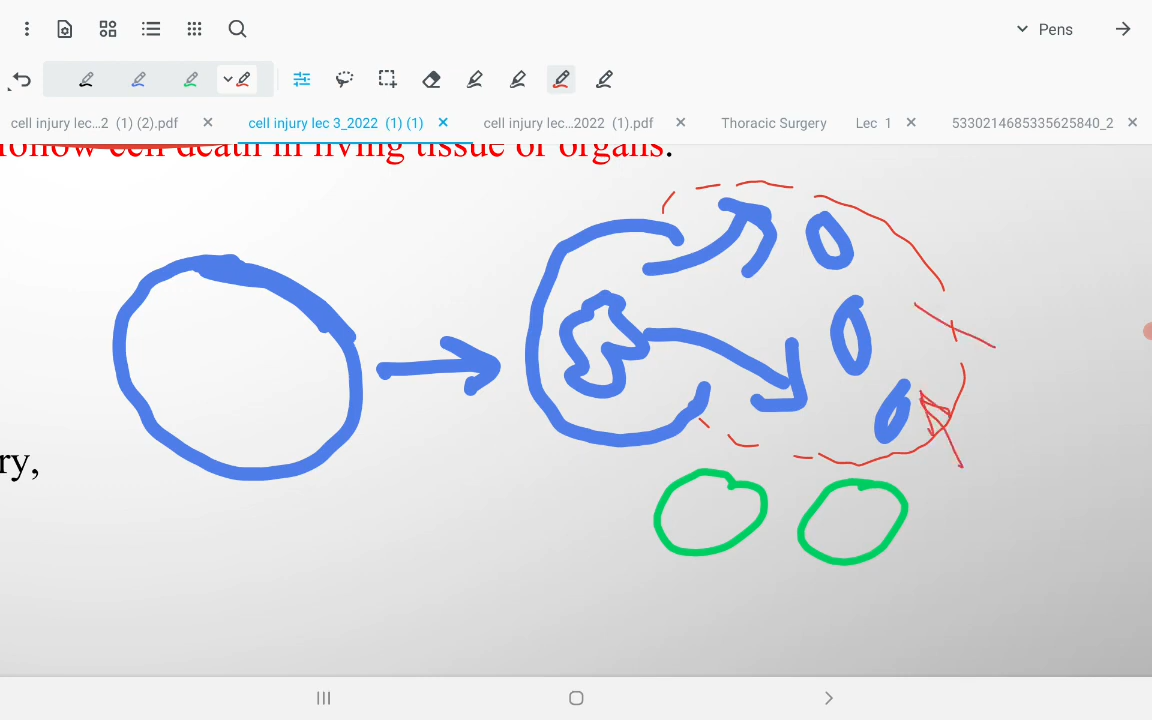 Pens
cell injury lec...2 (1) (2).pdf
cell injury lec 3_2022 (1) (1)
cell injury lec...2022 (1).pdf
Thoracic Surgery
Lec 1
5330214685335625840_2
follow cell death in living tissue or organs.
ry,